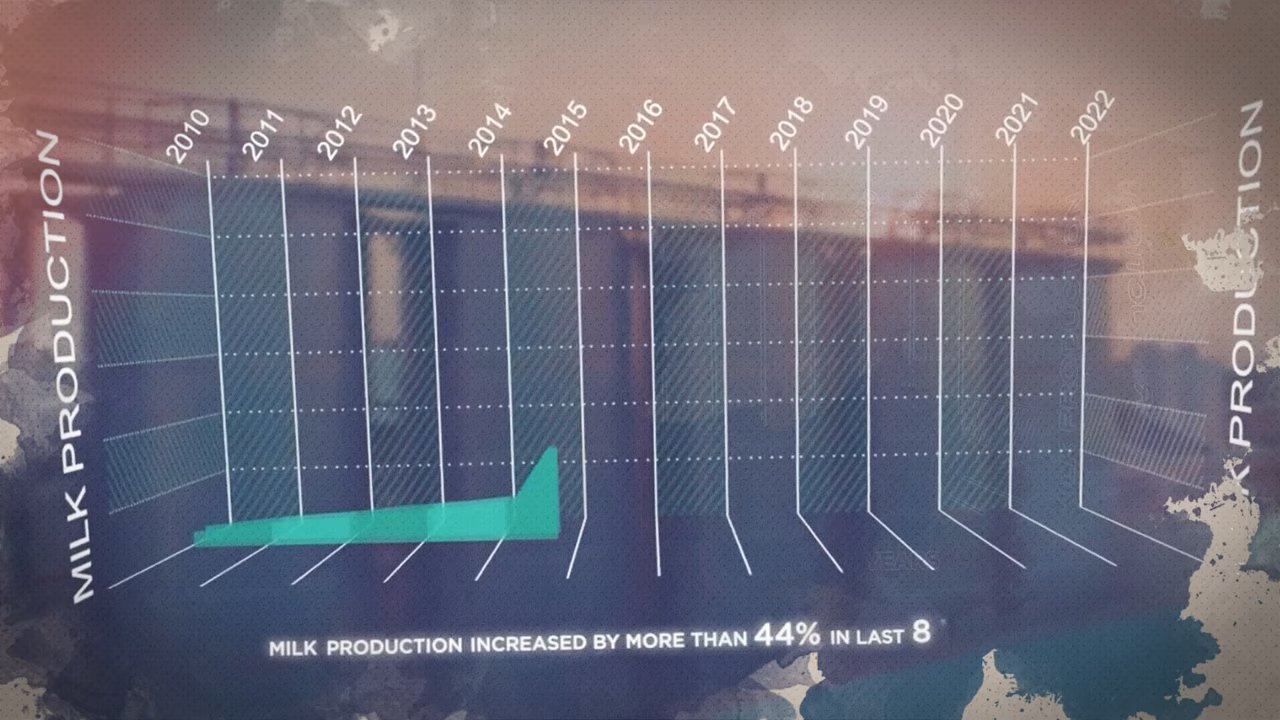 2010 2011 2012 2013 2014 2015 2016 2017 2018 2019 2020 2021 2022
MILK PRODUCTION
PRODUCTION
MILK PRODUCTION INCREASED BY MORE THAN 44% IN LAST 8